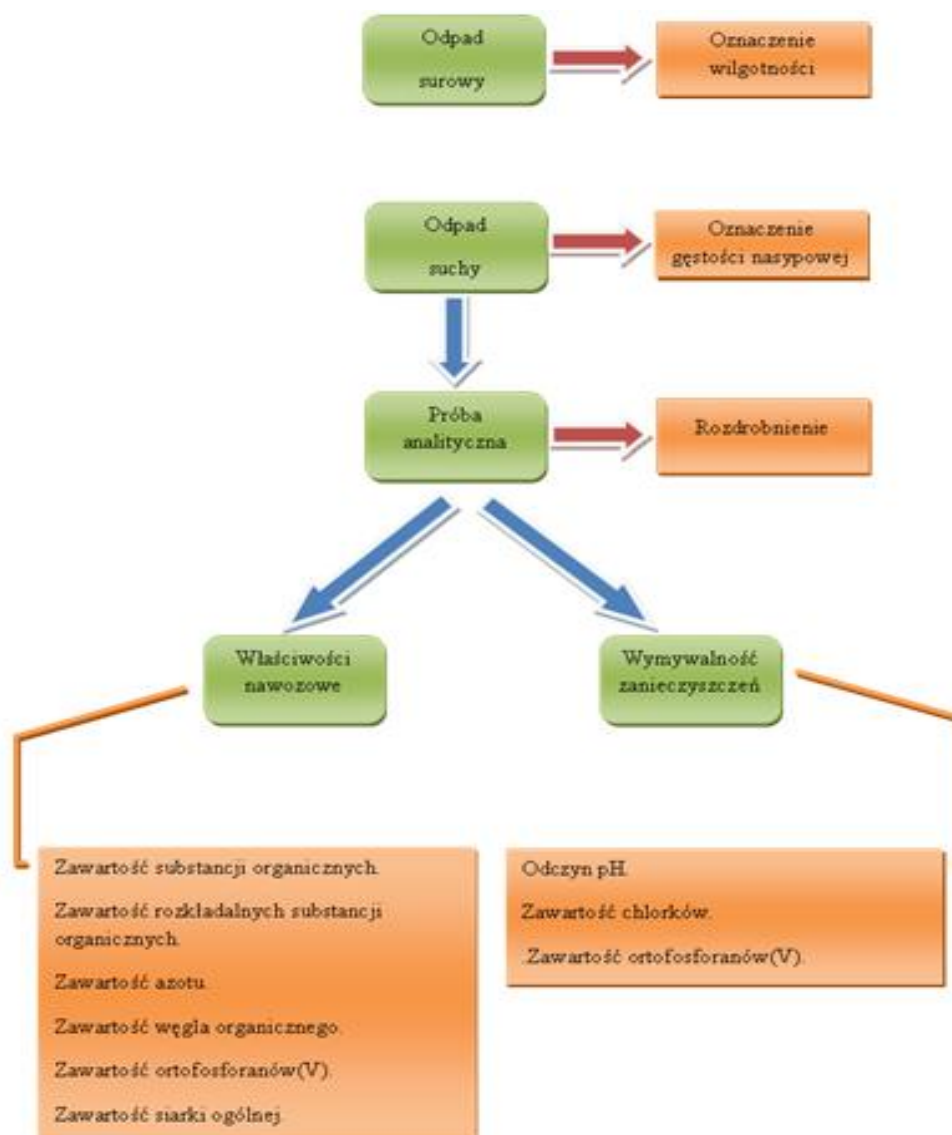 Odpad
surowy
Oznaczenie
wilgotności
Odpad
suchy
Oznaczenie
gęstości nasypowej
Próba
analityczna
Rozdrobnienie
Właściwości
nawozowe
Wymywalność
zanieczyszczeń
Zawartość substancji organicznych.
Zawartość rozkładalnych substancji
organicznych.
Zawartość azotu.
Zawartość węgla organicznego.
Zawartość ortofosforanów(V).
Zawartość siarki ogólnej.
Odczyn pH.
Zawartość chlorków.
.Zawartość ortofosforanów(V).